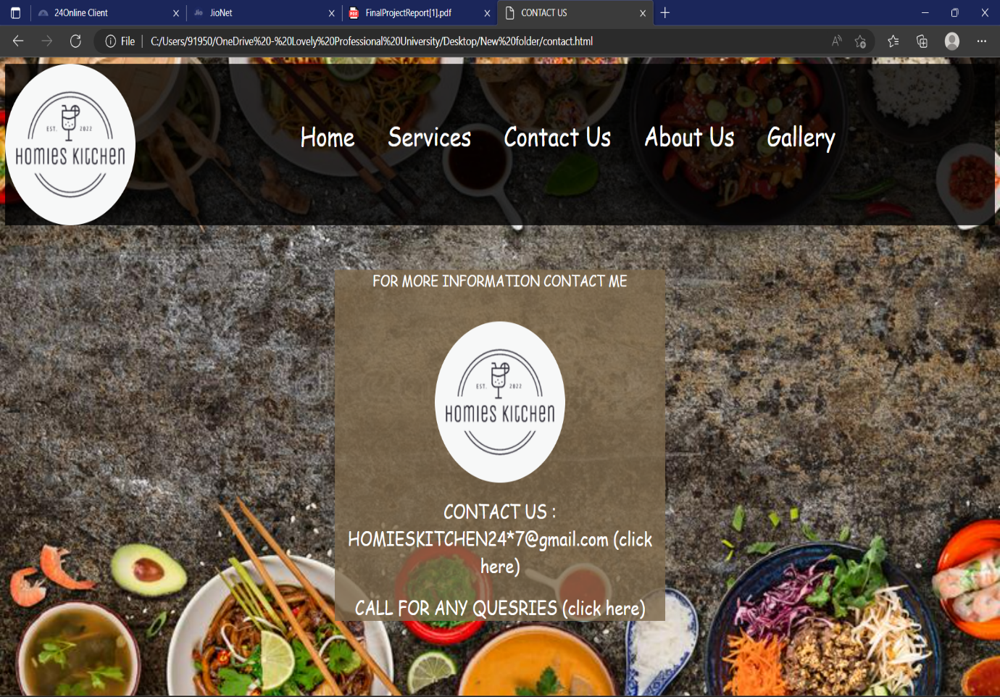 24Online Client
JioNet
FinalProjectReport[1].pdf
CONTACT US
File
C:/Users/91950/OneDrive%20-%20Lovely%20Professional%20University/Desktop/New%20folder/contact.html
EST. 2022
HOMIES KITCHEN
Home Services Contact Us About Us Gallery
FOR MORE INFORMATION CONTACT ME
EST. 2022
HOMIES KITCHEN
CONTACT US :
HOMIESKITCHEN24*7@gmail.com (click
here)
CALL FOR ANY QUESRIES (click here)